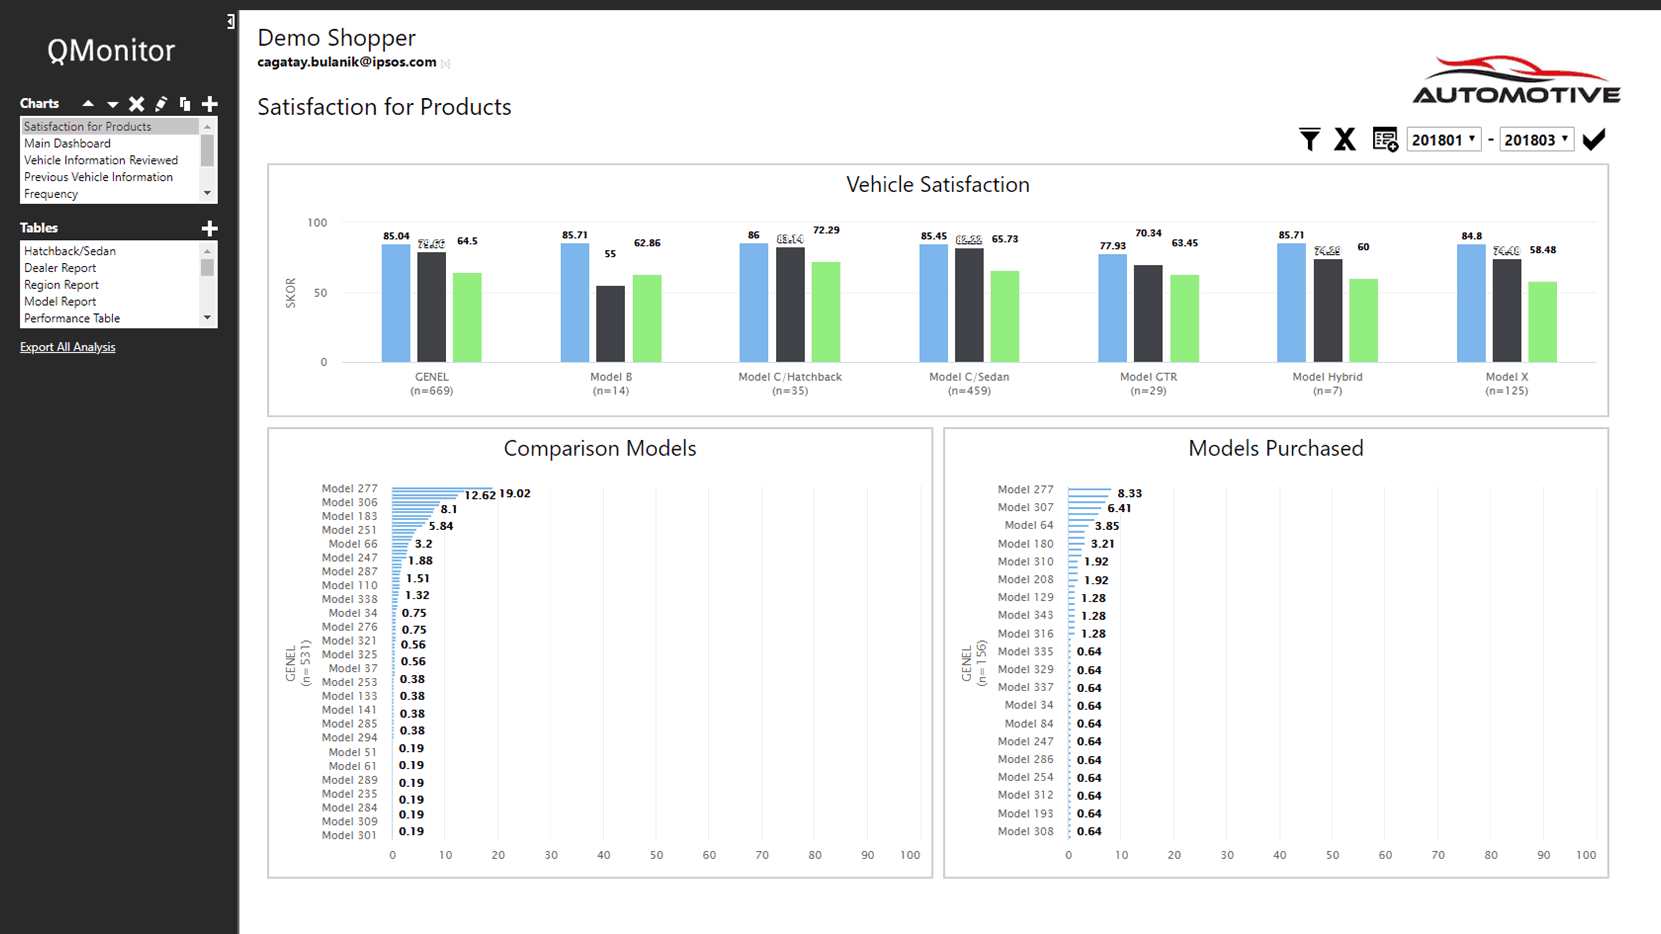 QMonitor
Charts
Satisfaction for Products
Main Dashboard
Vehicle Information Reviewed
Previous Vehicle Information
Frequency
Tables
Hatchback/Sedan
Dealer Report
Region Report
Model Report
Performance Table
Export All Analysis
Demo Shopper
cagatay.bulanik@ipsos.com
Satisfaction for Products
AUTOMOTIVE
201801 - 201803
Vehicle Satisfaction
SKOR
100
50
0
85.04 64.5
85.71 55 62.86
86 83.14 72.29
85.45 82.22 65.73
77.93 70.34 63.45
85.71 74.29 60
84.8 74.48 58.48
GENEL
(n=669)
Model B
(n=14)
Model C/Hatchback
(n=35)
Model C/Sedan
(n=459)
Model GTR
(n=29)
Model Hybrid
(n=7)
Model X
(n=125)
Comparison Models
GENEL
(n=531)
Model 277
Model 306
Model 183
Model 251
Model 66
Model 247
Model 287
Model 110
Model 338
Model 34
Model 276
Model 321
Model 325
Model 37
Model 253
Model 133
Model 141
Model 285
Model 294
Model 51
Model 61
Model 289
Model 235
Model 284
Model 309
Model 301
12.62 19.02
8.1
5.84
3.2
1.88
1.51
1.32
0.75
0.75
0.56
0.56
0.38
0.38
0.38
0.38
0.19
0.19
0.19
0.19
0.19
0.19
0 10 20 30 40 50 60 70 80 90 100
Models Purchased
GENEL
(n=156)
Model 277
Model 307
Model 64
Model 180
Model 310
Model 208
Model 129
Model 343
Model 316
Model 335
Model 329
Model 337
Model 34
Model 84
Model 247
Model 286
Model 254
Model 312
Model 193
Model 308
8.33
6.41
3.85
3.21
1.92
1.92
1.28
1.28
1.28
0.64
0.64
0.64
0.64
0.64
0.64
0.64
0.64
0.64
0.64
0.64
0 10 20 30 40 50 60 70 80 90 100